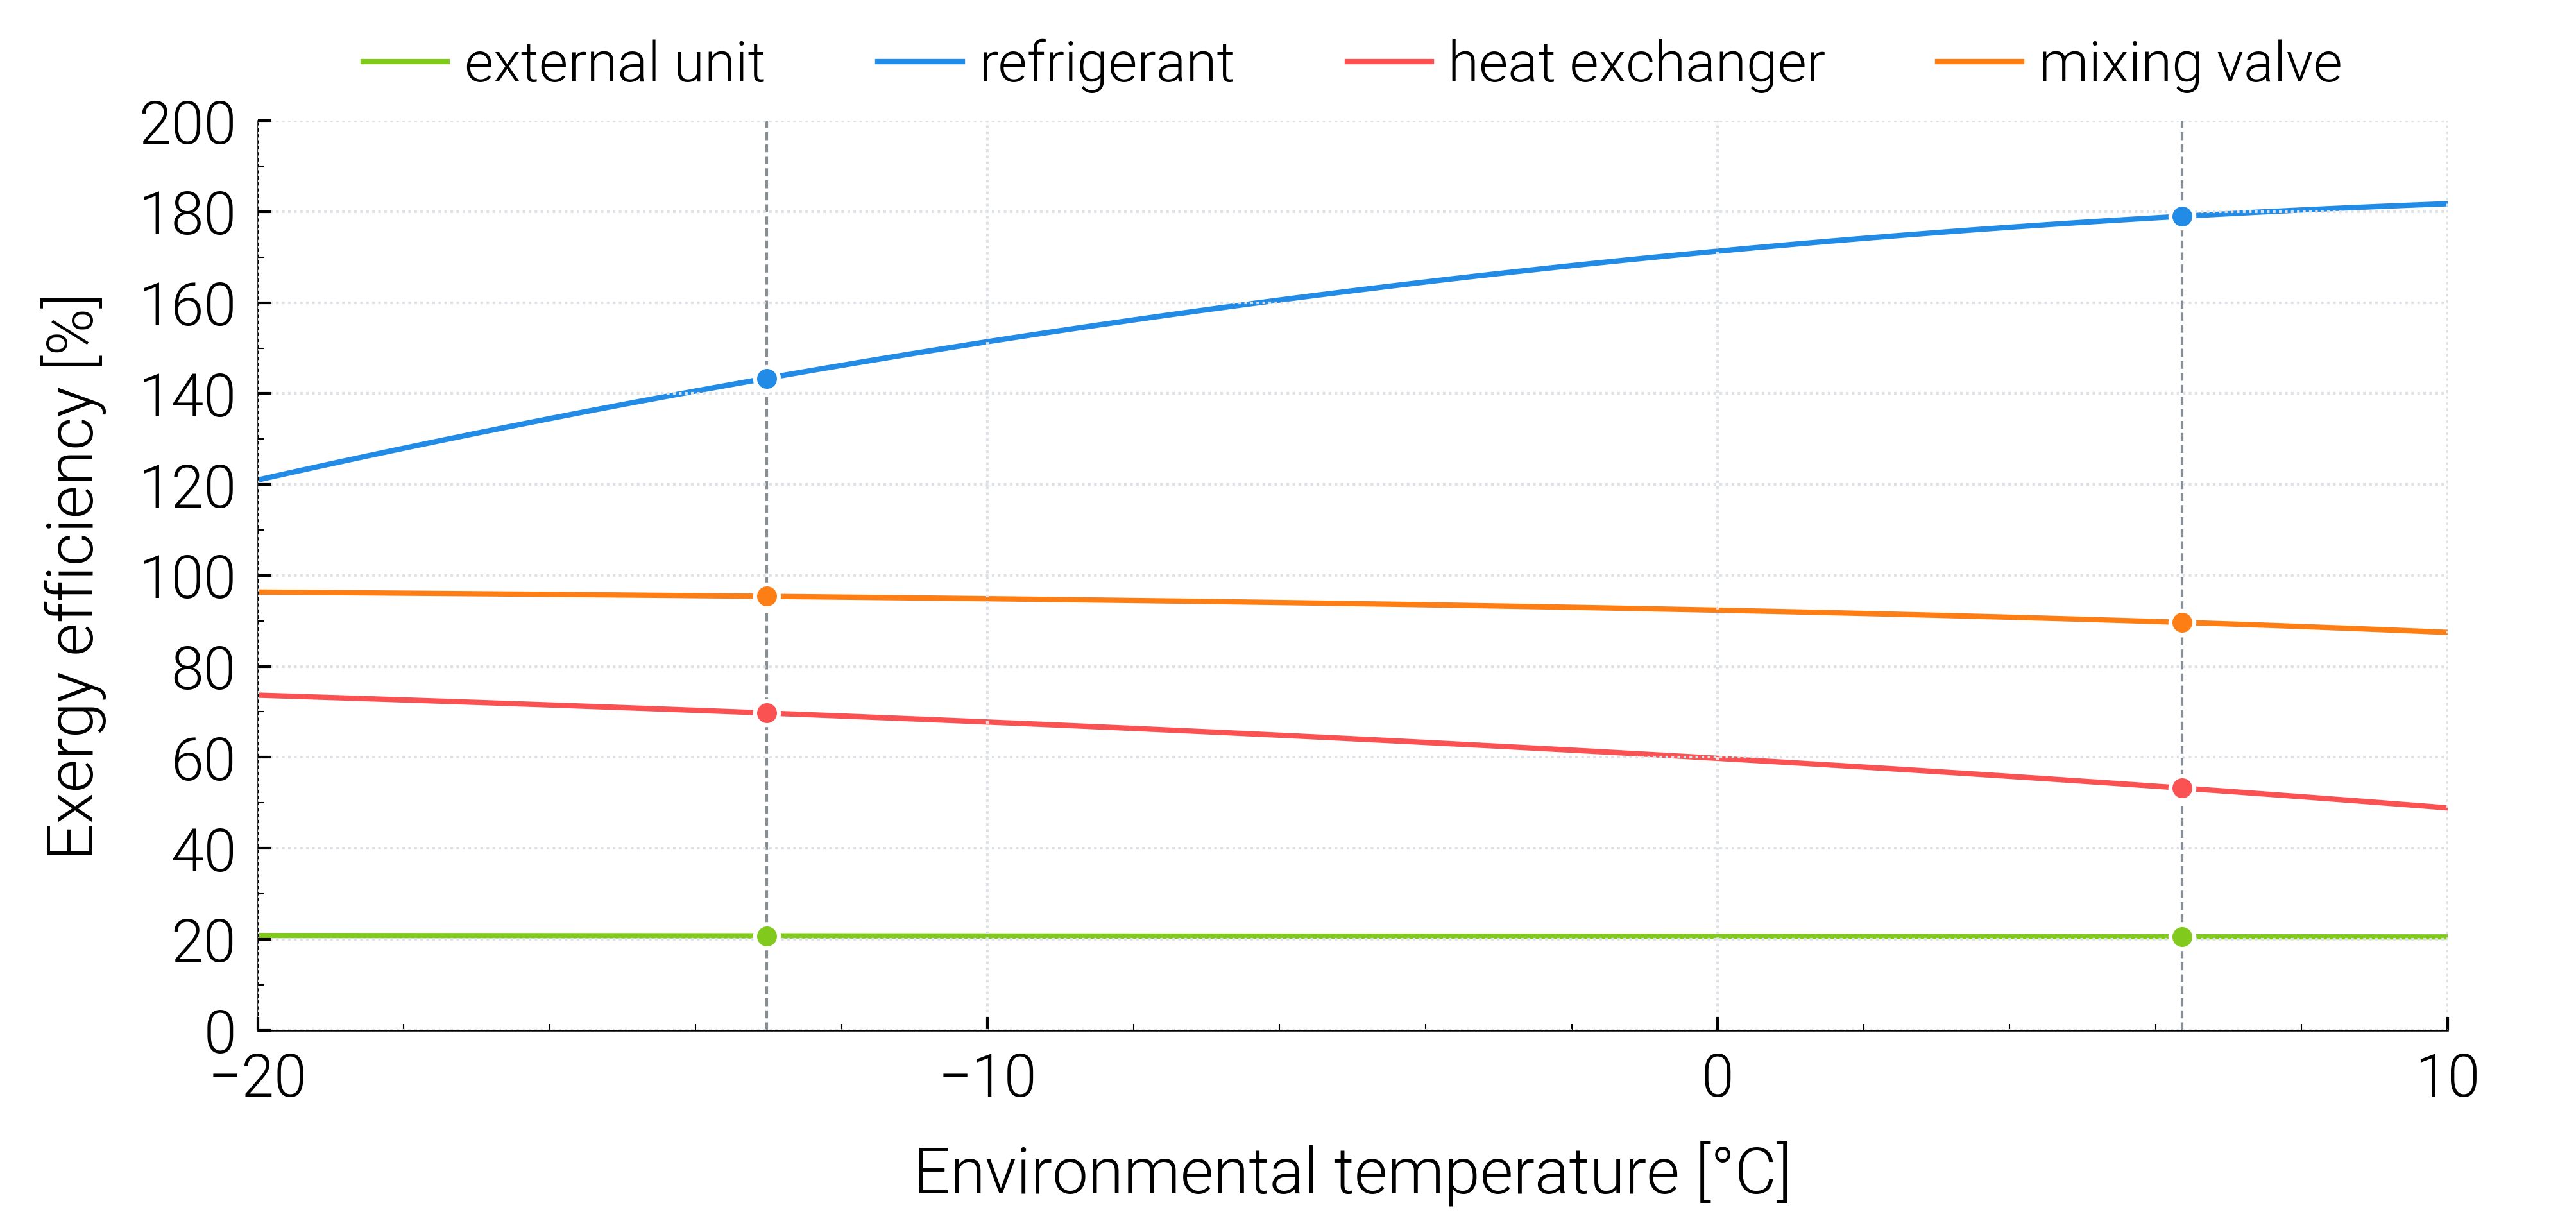 external unit refrigerant heat exchanger mixing valve
200
180
160
140
120
100
80
60
40
20
0
Exergy efficiency [%]
−20 −10 0 10
Environmental temperature [°C]